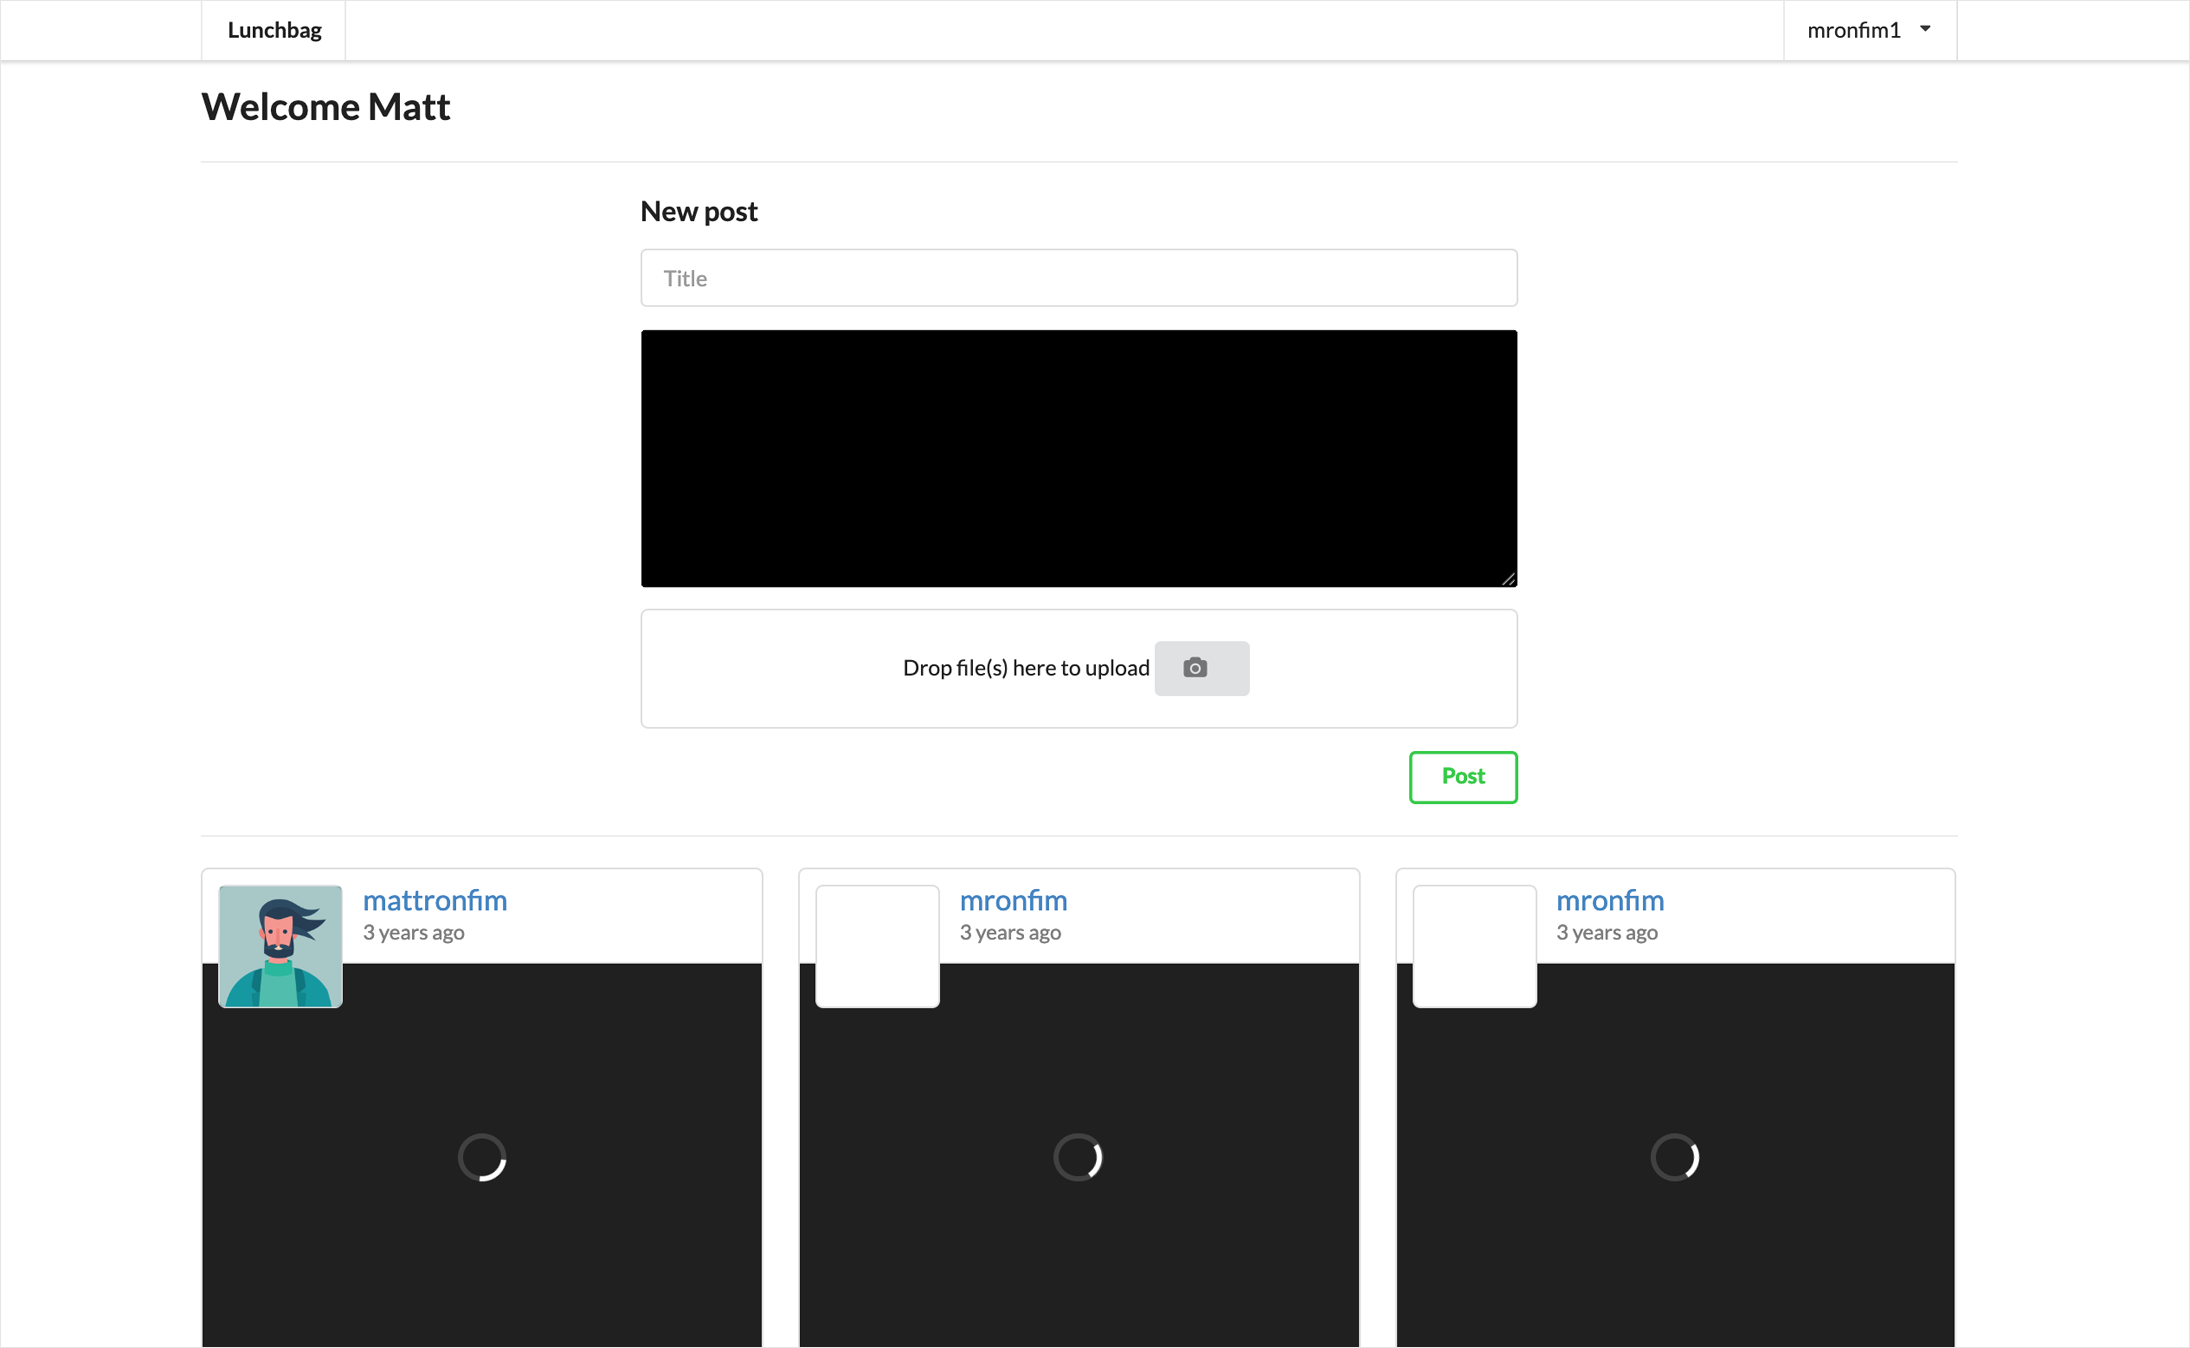 Lunchbag
mronfim1
Welcome Matt
New post
Title
Drop file(s) here to upload
Post
mattronfim
3 years ago
mronfim
3 years ago
mronfim
3 years ago